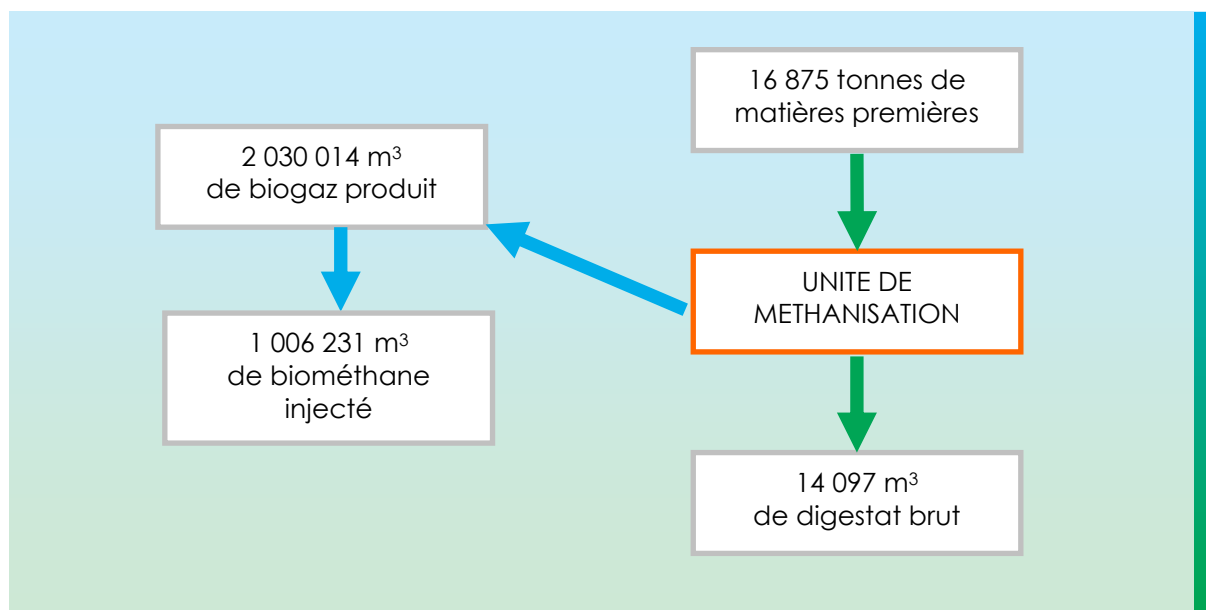 16 875 tonnes de
matières premières
2 030 014 m³
de biogaz produit
UNITE DE
METHANISATION
1 006 231 m³
de biométhane
injecté
14 097 m³
de digestat brut